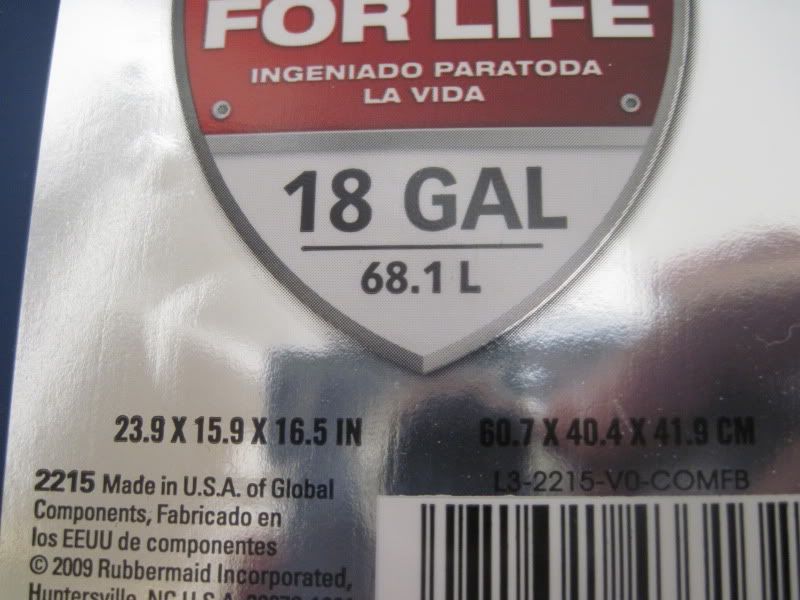 FOR LIFE
INGENIADO PARATODA
LA VIDA
18 GAL
68.1 L
23.9 X 15.9 X 16.5 IN
60.7 X 40.4 X 41.9 CM
L3-2215-V0-COMFB
2215 Made in U.S.A. of Global
Components, Fabricado en
los EEUU de componentes
© 2009 Rubbermaid Incorporated,
Huntersville, NC U.S.A.